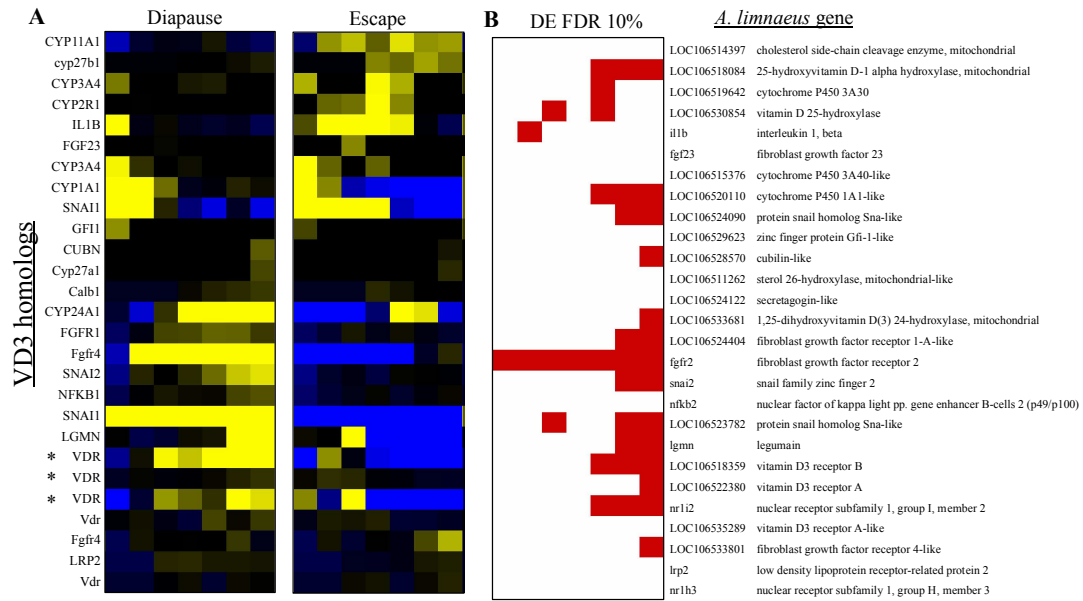 A
Diapause
Escape
B
DE FDR 10%
A. limnaeus gene
VD3 homologs
CYP11A1
cyp27b1
CYP3A4
CYP2R1
IL1B
FGF23
CYP3A4
CYP1A1
SNAI1
GFI1
CUBN
Cyp27a1
Calb1
CYP24A1
FGFR1
Fgfr4
SNAI2
NFKB1
SNAI1
LGMN
* VDR
* VDR
* VDR
Vdr
Fgfr4
LRP2
Vdr
LOC106514397 cholesterol side-chain cleavage enzyme, mitochondrial
LOC106518084 25-hydroxyvitamin D-1 alpha hydroxylase, mitochondrial
LOC106519642 cytochrome P450 3A30
LOC106530854 vitamin D 25-hydroxylase
il1b interleukin 1, beta
fgf23 fibroblast growth factor 23
LOC106515376 cytochrome P450 3A40-like
LOC106520110 cytochrome P450 1A1-like
LOC106524090 protein snail homolog Sna-like
LOC106529623 zinc finger protein Gfi-1-like
LOC106528570 cubilin-like
LOC106511262 sterol 26-hydroxylase, mitochondrial-like
LOC106524122 secretagogin-like
LOC106533681 1,25-dihydroxyvitamin D(3) 24-hydroxylase, mitochondrial
LOC106524404 fibroblast growth factor receptor 1-A-like
fgfr2 fibroblast growth factor receptor 2
snai2 snail family zinc finger 2
nfkb2 nuclear factor of kappa light pp. gene enhancer B-cells 2 (p49/p100)
LOC106523782 protein snail homolog Sna-like
lgmn legumain
LOC106518359 vitamin D3 receptor B
LOC106522380 vitamin D3 receptor A
nr1i2 nuclear receptor subfamily 1, group I, member 2
LOC106535289 vitamin D3 receptor A-like
LOC106533801 fibroblast growth factor receptor 4-like
lrp2 low density lipoprotein receptor-related protein 2
nr1h3 nuclear receptor subfamily 1, group H, member 3